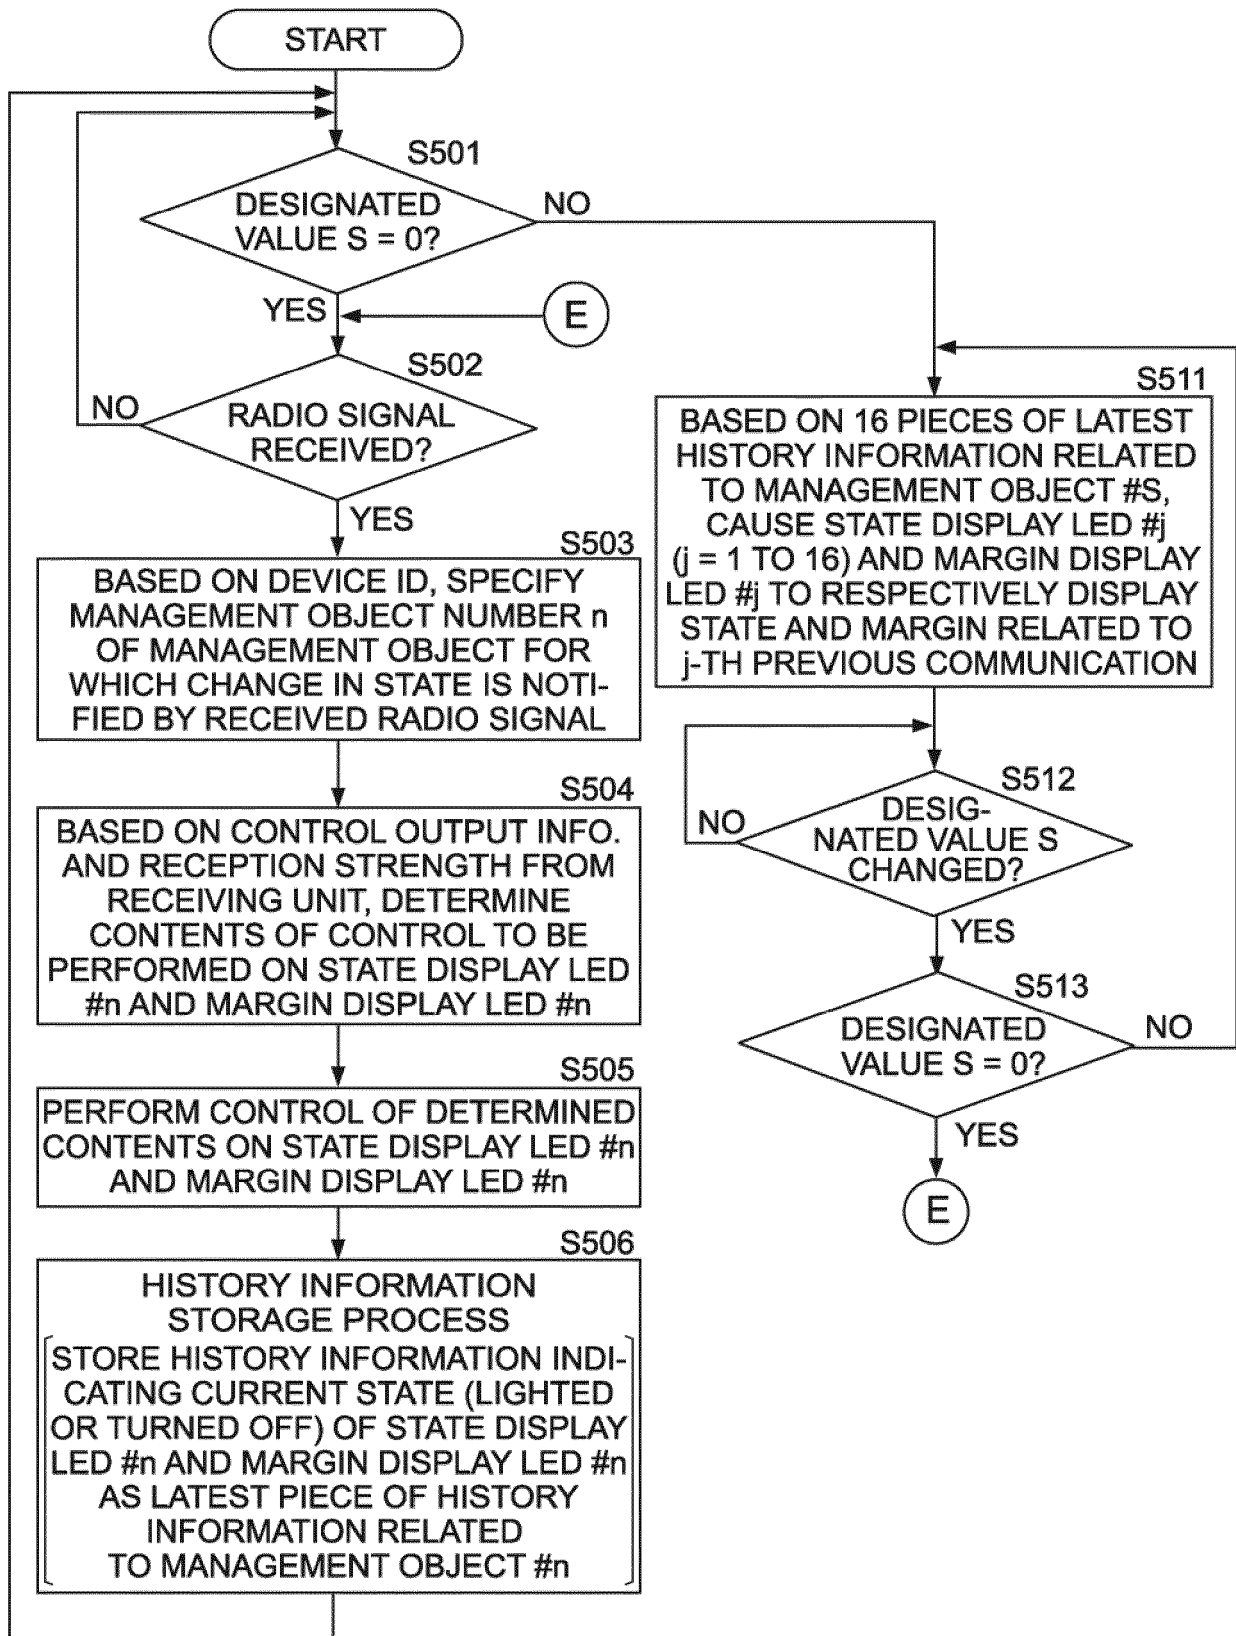 START
S501
DESIGNATED
VALUE S = 0?
NO
YES
E
S502
RADIO SIGNAL
RECEIVED?
NO
YES
S503
BASED ON DEVICE ID, SPECIFY
MANAGEMENT OBJECT NUMBER n
OF MANAGEMENT OBJECT FOR
WHICH CHANGE IN STATE IS NOTI-
FIED BY RECEIVED RADIO SIGNAL
S504
BASED ON CONTROL OUTPUT INFO.
AND RECEPTION STRENGTH FROM
RECEIVING UNIT, DETERMINE
CONTENTS OF CONTROL TO BE
PERFORMED ON STATE DISPLAY LED
#n AND MARGIN DISPLAY LED #n
S505
PERFORM CONTROL OF DETERMINED
CONTENTS ON STATE DISPLAY LED #n
AND MARGIN DISPLAY LED #n
S506
HISTORY INFORMATION
STORAGE PROCESS
STORE HISTORY INFORMATION INDI-
CATING CURRENT STATE (LIGHTED
OR TURNED OFF) OF STATE DISPLAY
LED #n AND MARGIN DISPLAY LED #n
AS LATEST PIECE OF HISTORY
INFORMATION RELATED
TO MANAGEMENT OBJECT #n
S511
BASED ON 16 PIECES OF LATEST
HISTORY INFORMATION RELATED
TO MANAGEMENT OBJECT #S,
CAUSE STATE DISPLAY LED #j
(j = 1 TO 16) AND MARGIN DISPLAY
LED #j TO RESPECTIVELY DISPLAY
STATE AND MARGIN RELATED TO
j-TH PREVIOUS COMMUNICATION
S512
DESIG-
NATED VALUE S
CHANGED?
NO
YES
S513
DESIGNATED
VALUE S = 0?
NO
YES
E